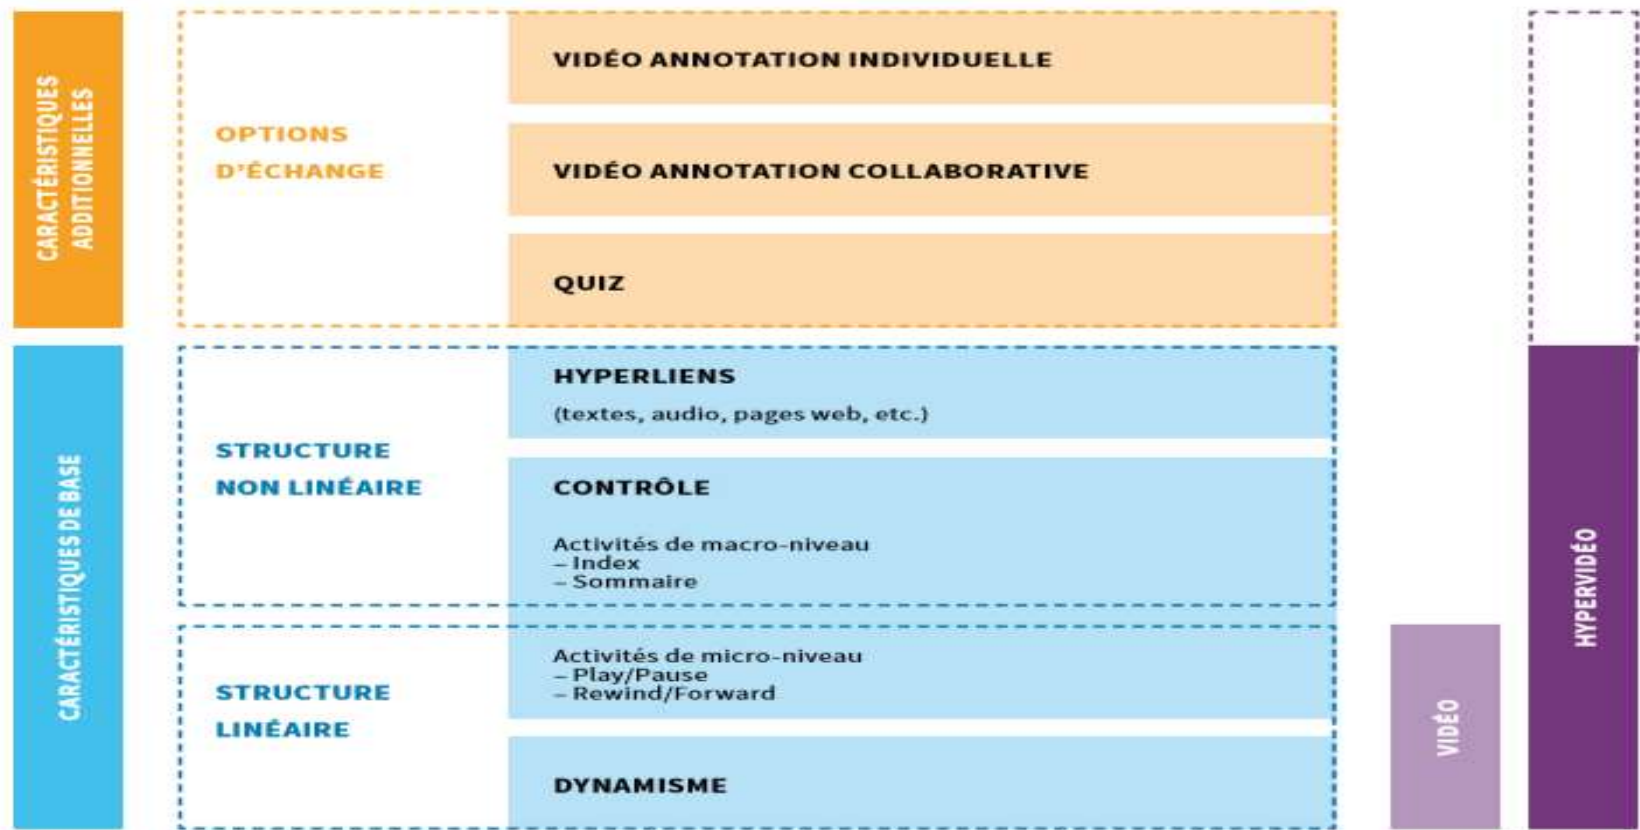 CARACTÉRISTIQUES
ADDITIONNELLES
OPTIONS
D'ÉCHANGE
VIDÉO ANNOTATION INDIVIDUELLE
VIDÉO ANNOTATION COLLABORATIVE
QUIZ
CARACTÉRISTIQUES DE BASE
STRUCTURE
NON LINÉAIRE
HYPERLIENS
(textes, audio, pages web, etc.)
CONTRÔLE
Activités de macro-niveau
– Index
– Sommaire
STRUCTURE
LINÉAIRE
Activités de micro-niveau
– Play/Pause
– Rewind/Forward
DYNAMISME
VIDÉO
HYPERVIDÉO